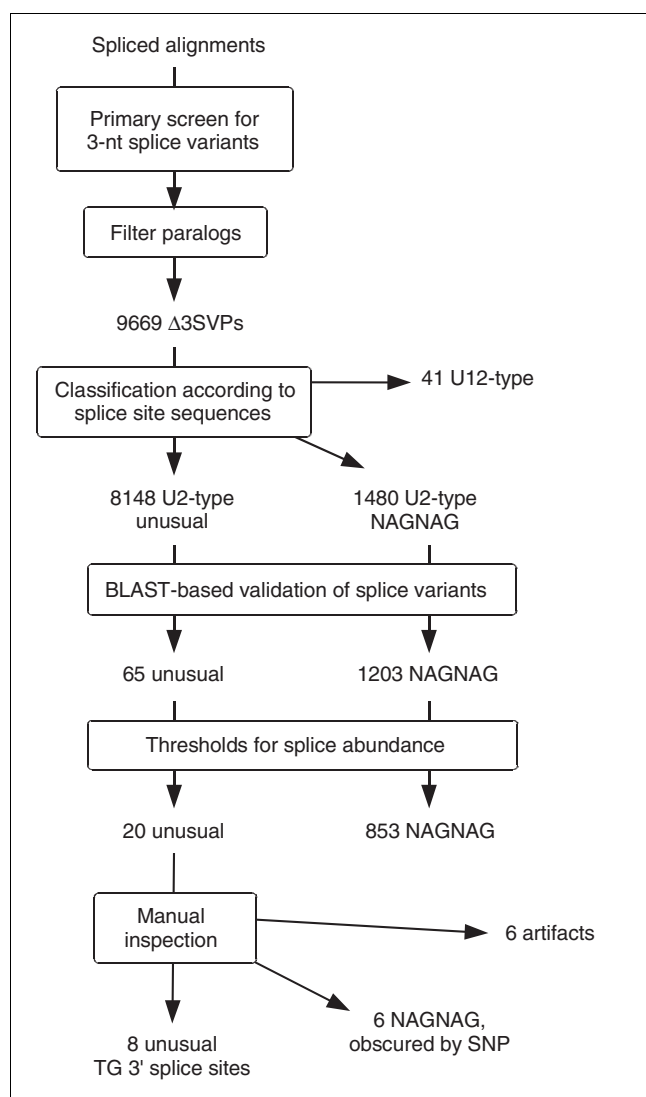 Spliced alignments
Primary screen for
3-nt splice variants
Filter paralogs
9669 Δ3SVPs
Classification according to
splice site sequences
41 U12-type
8148 U2-type
unusual
1480 U2-type
NAGNAG
BLAST-based validation of splice variants
65 unusual
1203 NAGNAG
Thresholds for splice abundance
20 unusual
853 NAGNAG
Manual
inspection
6 artifacts
6 NAGNAG,
obscured by SNP
8 unusual
TG 3' splice sites